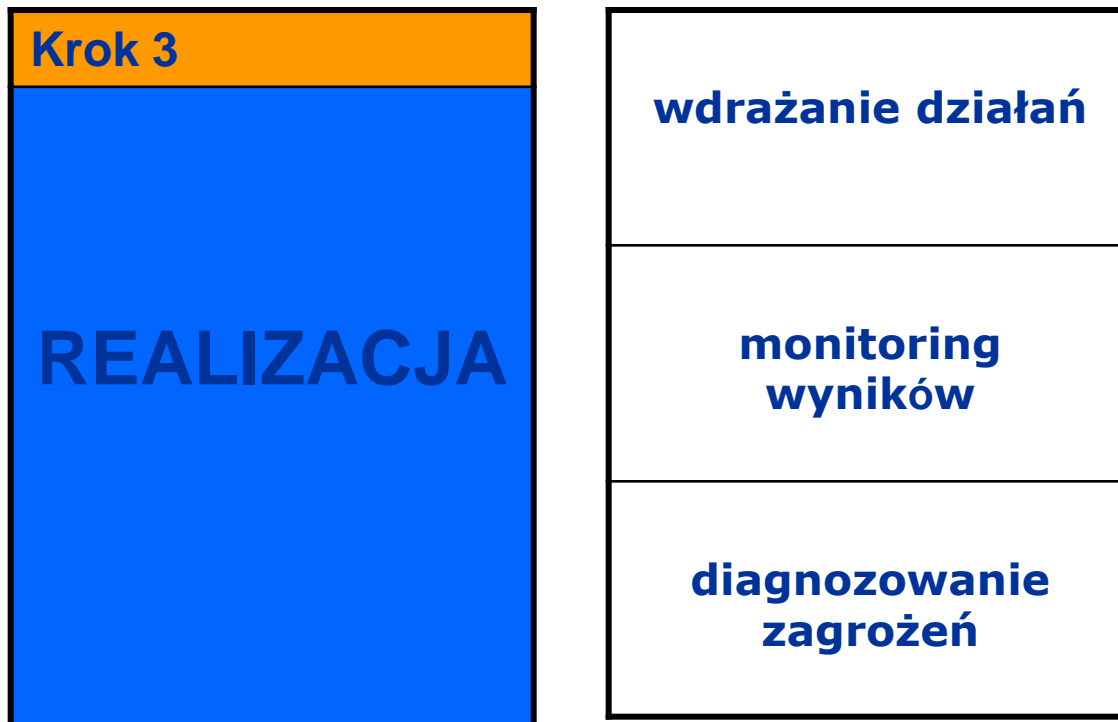 Krok 3
REALIZACJA
wdrażanie działań
monitoring
wyników
diagnozowanie
zagrożeń